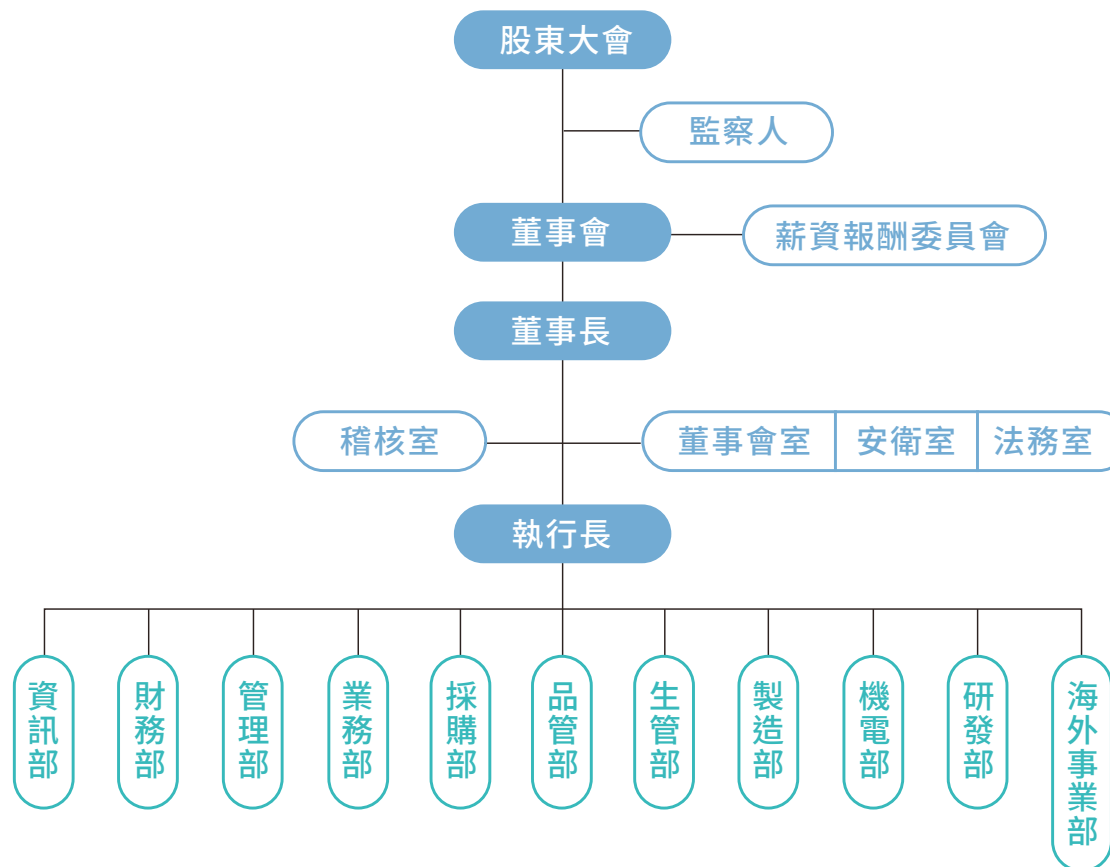 股東大會
監察人
董事會
薪資報酬委員會
董事長
稽核室
董事會室
安衛室
法務室
執行長
資訊部
財務部
管理部
業務部
採購部
品管部
生管部
製造部
機電部
研發部
海外事業部